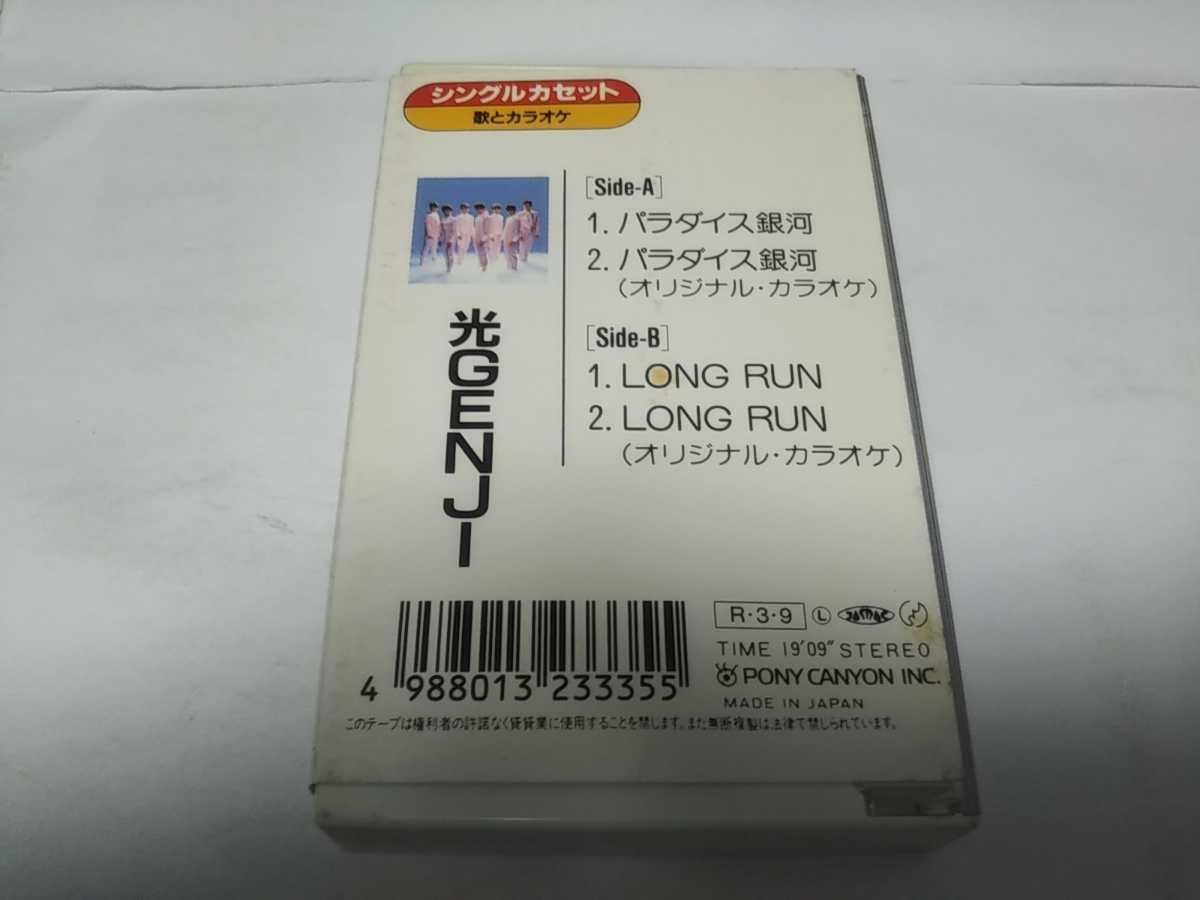 シングルカセット
歌とカラオケ
[Side-A]
1. パラダイス銀河
2. パラダイス銀河
(オリジナル・カラオケ)
[Side-B]
1. LONG RUN
2. LONG RUN
(オリジナル・カラオケ)
光GENJI
4 988013 233355
R・3・9 Ⓛ JASRAC
TIME 19'09" STEREO
PONY CANYON INC.
MADE IN JAPAN
このテープは権利者の許諾なく賃貸業に使用することを禁じます。また無断複製は法律で禁じられています。